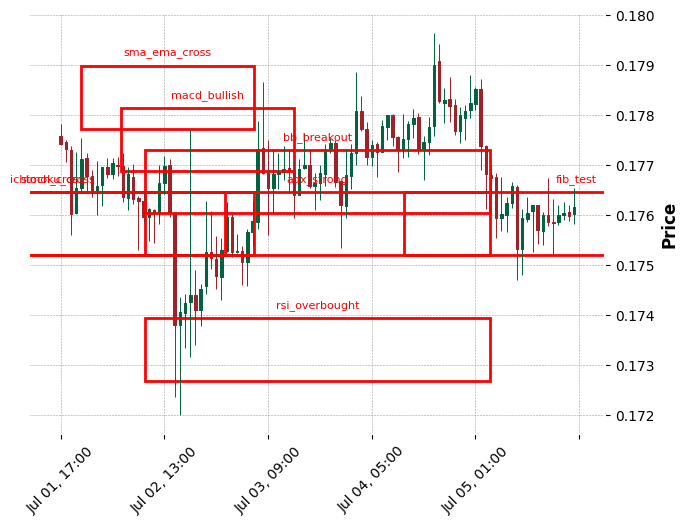 sma_ema_cross
macd_bullish
bb_breakout
adx_strong
fib_test
rsi_overbought
0.180
0.179
0.178
0.177
0.176
0.175
0.174
0.173
0.172
Price
Jul 01, 17:00
Jul 02, 13:00
Jul 03, 09:00
Jul 04, 05:00
Jul 05, 01:00